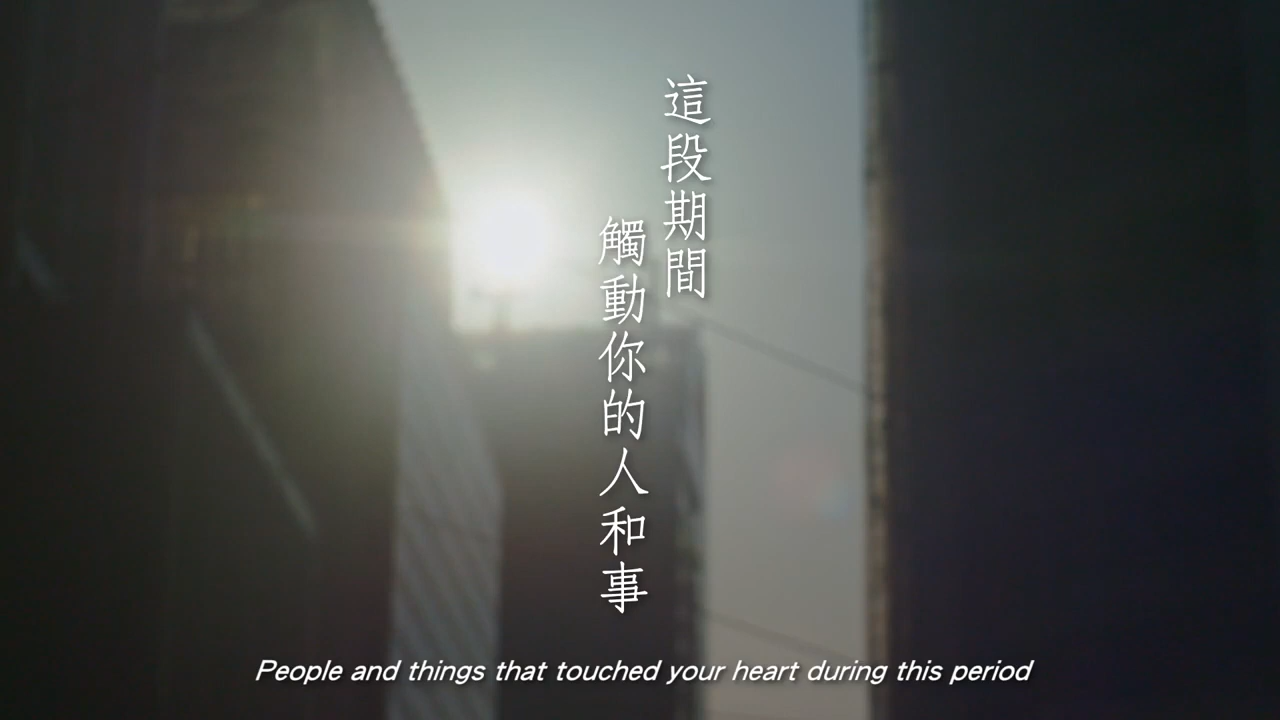 這段期間
觸動你的人和事
People and things that touched your heart during this period